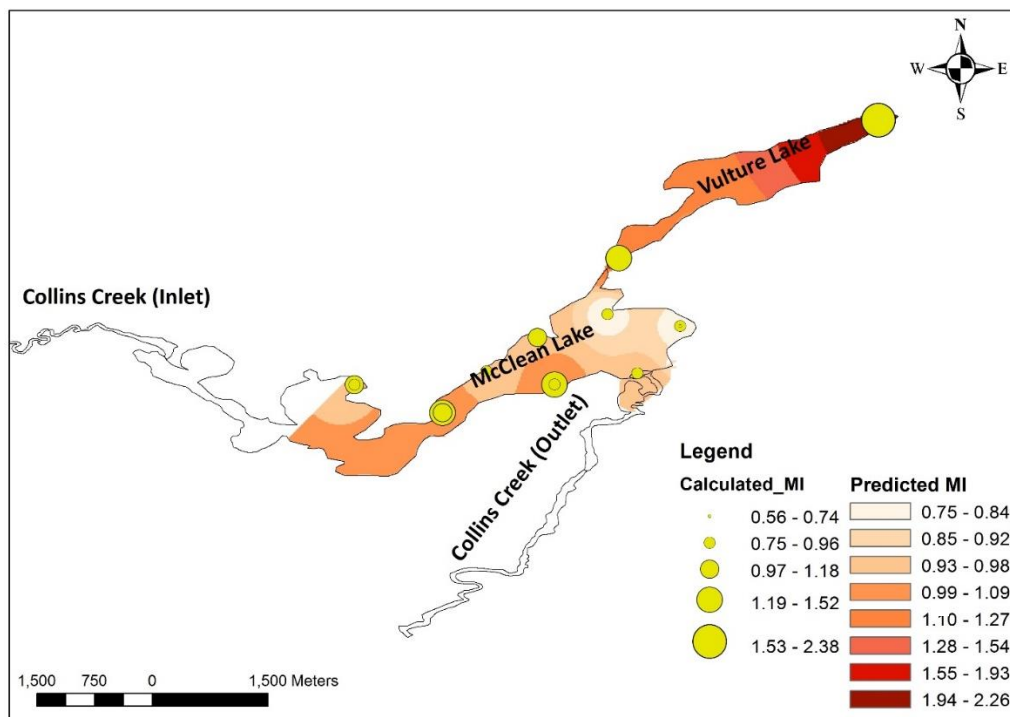 N
W E
S
Vulture Lake
Collins Creek (Inlet)
McClean Lake
Collins Creek (Outlet)
Legend
Calculated_MI
0.56 - 0.74
0.75 - 0.96
0.97 - 1.18
1.19 - 1.52
1.53 - 2.38
Predicted MI
0.75 - 0.84
0.85 - 0.92
0.93 - 0.98
0.99 - 1.09
1.10 - 1.27
1.28 - 1.54
1.55 - 1.93
1.94 - 2.26
1,500 750 0 1,500 Meters